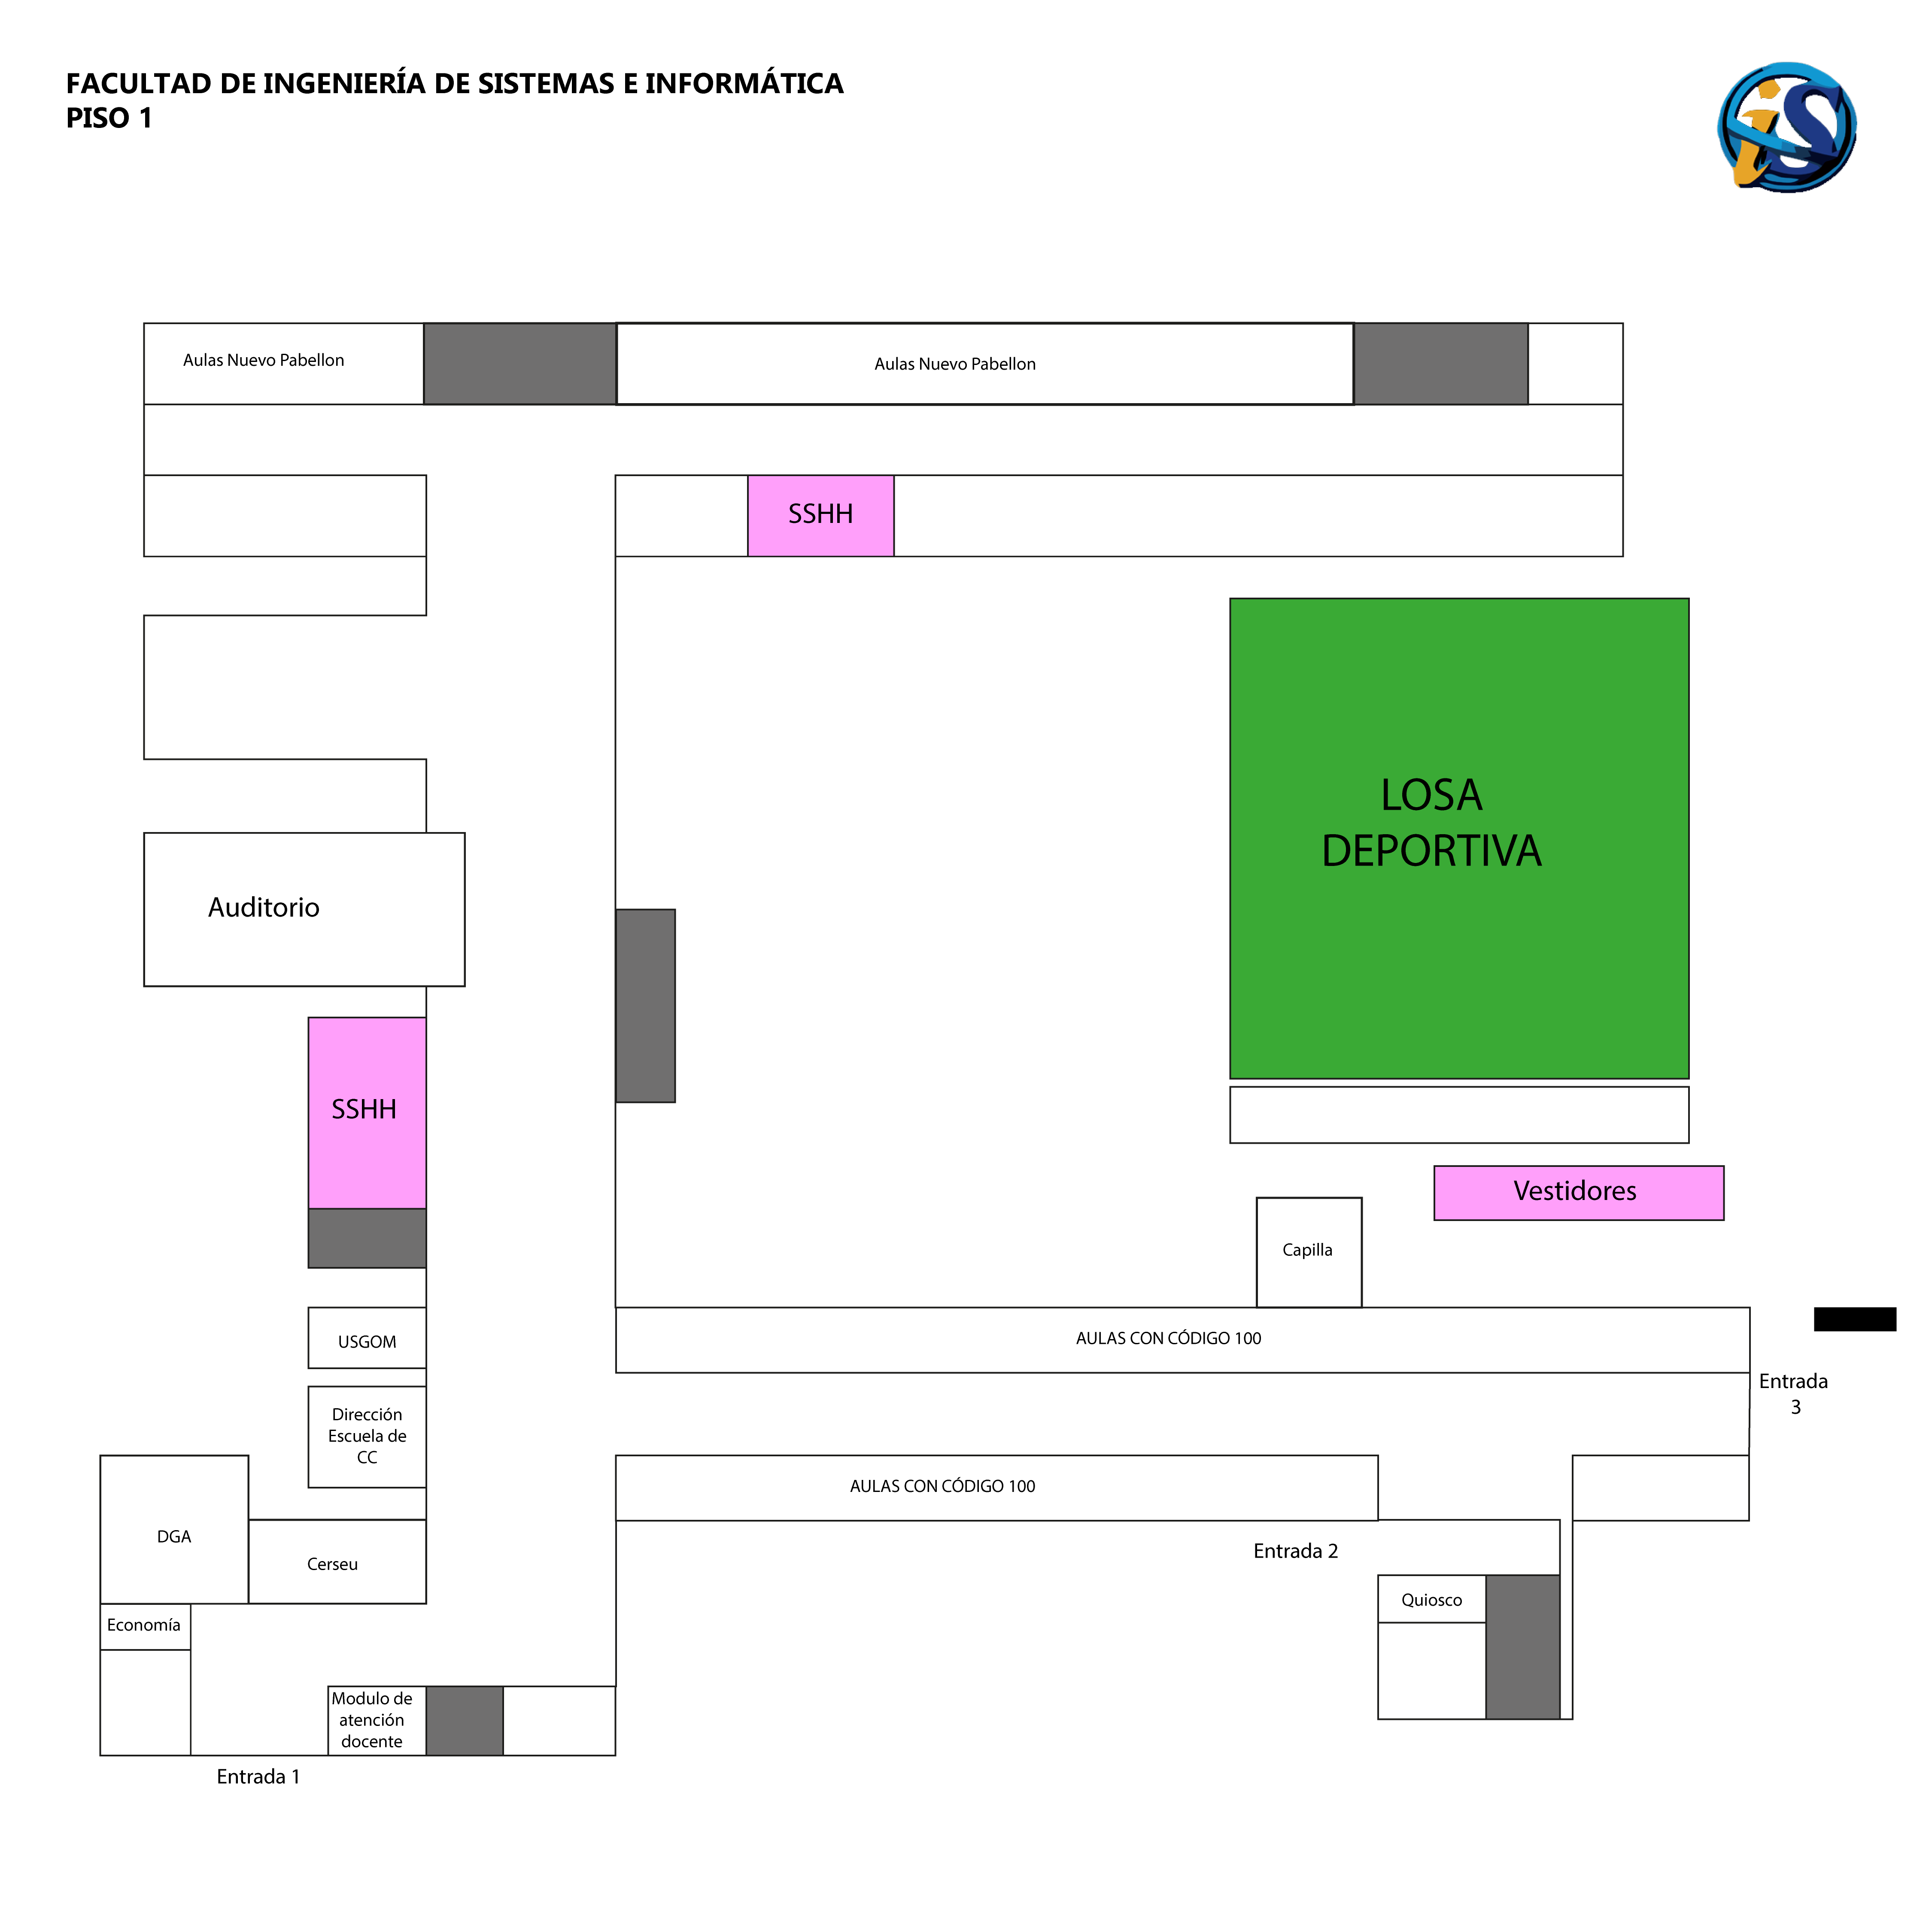 FACULTAD DE INGENIERÍA DE SISTEMAS E INFORMÁTICA
PISO 1
iS
Aulas Nuevo Pabellon
Aulas Nuevo Pabellon
SSHH
LOSA
DEPORTIVA
Auditorio
SSHH
Vestidores
Capilla
USGOM
AULAS CON CÓDIGO 100
Entrada
3
Dirección
Escuela de
CC
AULAS CON CÓDIGO 100
DGA
Cerseu
Entrada 2
Quiosco
Economía
Modulo de
atención
docente
Entrada 1